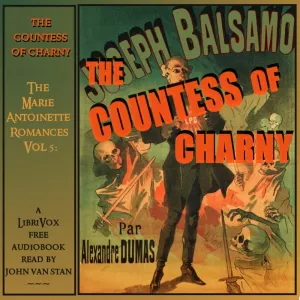 THE
COUNTESS
OF CHARNY
THE
MARIE
ANTOINETTE
ROMANCES
VOL 5:
A
LIBRIVOX
FREE
AUDIOBOOK
READ BY
JOHN VAN STAN
JOSEPH BALSAMO
THE
COUNTESS OF
CHARNY
Par
Alexandre DUMAS